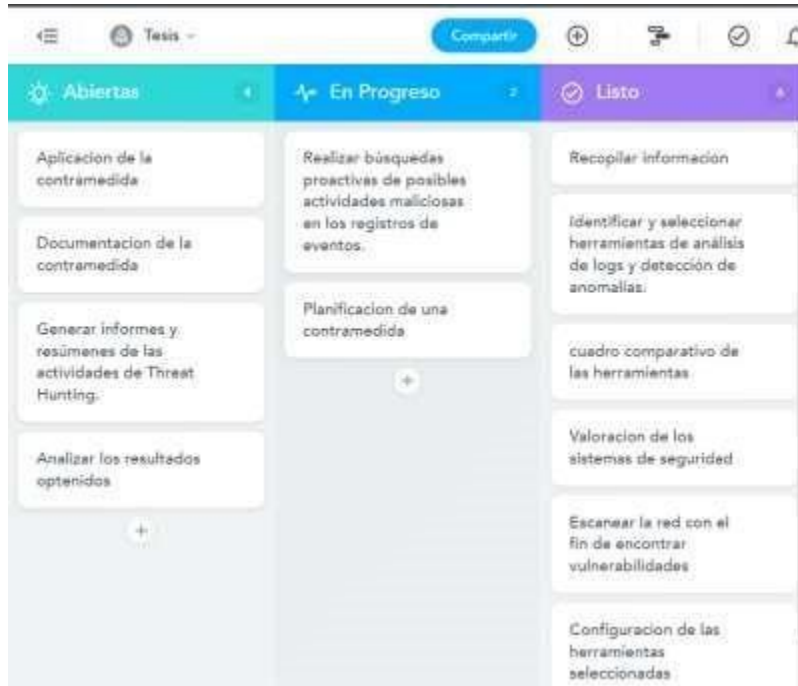 Tesis
Compartir
Abiertas 4
En Progreso 2
Listo 6
Aplicacion de la
contramedida
Documentacion de la
contramedida
Generar informes y
resúmenes de las
actividades de Threat
Hunting.
Analizar los resultados
optenidos
Realizar búsquedas
proactivas de posibles
actividades maliciosas
en los registros de
eventos.
Planificacion de una
contramedida
Recopilar informacion
Identificar y seleccionar
herramientas de análisis
de logs y detección de
anomalías.
cuadro comparativo de
las herramientas
Valoracion de los
sistemas de seguridad
Escanear la red con el
fin de encontrar
vulnerabilidades
Configuracion de las
herramientas
seleccionadas